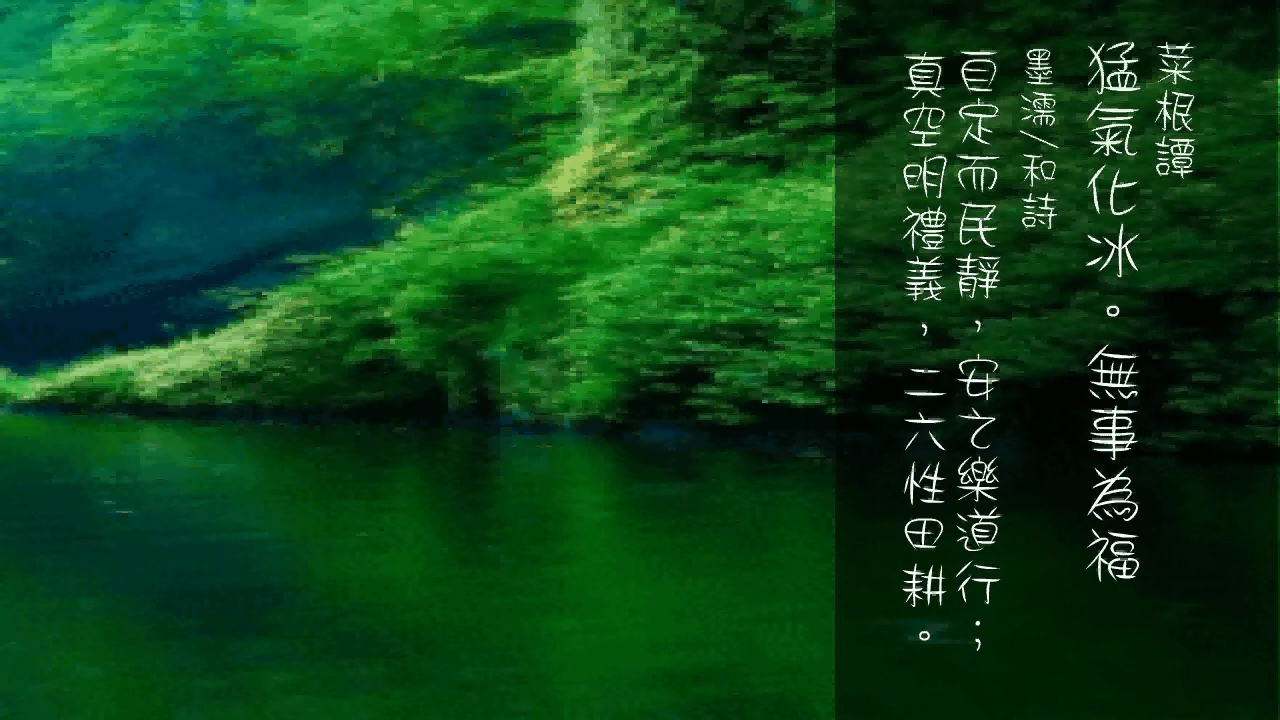 菜根譚
猛氣化冰。無事為福
墨濡/和詩
自定而民靜，安之樂道行；
真空明禮義，二六性田耕。